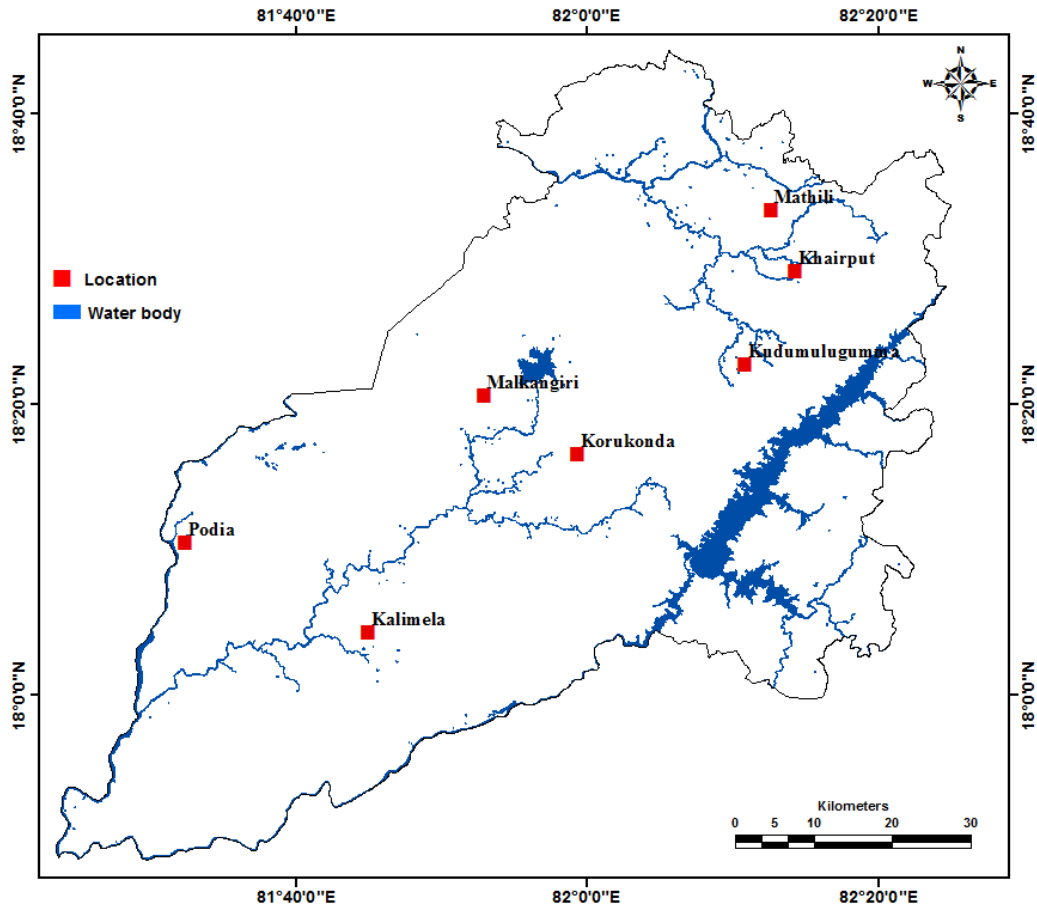 81°40'0"E 82°0'0"E 82°20'0"E
N
W E
S
18°40'0"N 18°40'0"N
Mathili
Khairput
Location
Water body
Kudumulugumma
Malkangiri
18°20'0"N 18°20'0"N
Korukonda
Podia
Kalimela
18°0'0"N 18°0'0"N
Kilometers
0 5 10 20 30
81°40'0"E 82°0'0"E 82°20'0"E